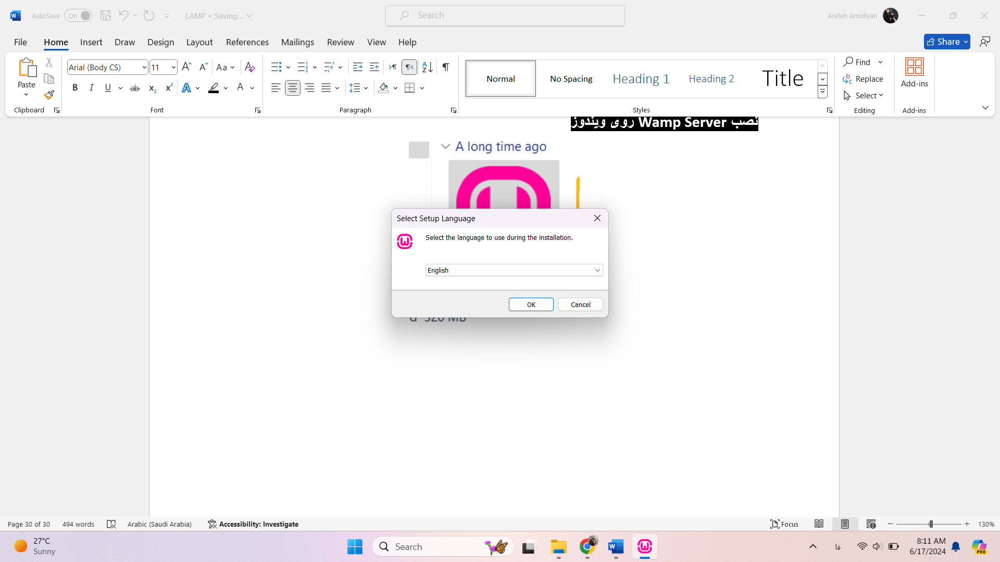 AutoSave On LAMP • Saving... Search Arefeh Amidiyan
File Home Insert Draw Design Layout References Mailings Review View Help Share
Paste
Clipboard
Arial (Body CS) 11
Font
Paragraph
Normal No Spacing Heading 1 Heading 2 Title
Styles
Find
Replace
Select
Editing
Add-ins
Add-ins
نصب Wamp Server روی ویندوز
A long time ago
Select Setup Language
Select the language to use during the installation.
English
OK Cancel
d 320 MB
Page 30 of 30 494 words Arabic (Saudi Arabia) Accessibility: Investigate Focus 130%
27°C
Sunny
Search
فا
8:11 AM
6/17/2024
PRE